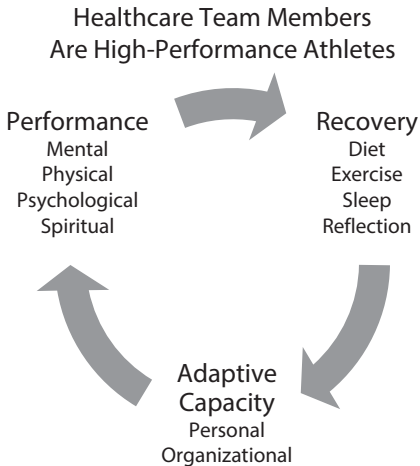 Healthcare Team Members
Are High-Performance Athletes
Performance
Mental
Physical
Psychological
Spiritual
Recovery
Diet
Exercise
Sleep
Reflection
Adaptive
Capacity
Personal
Organizational